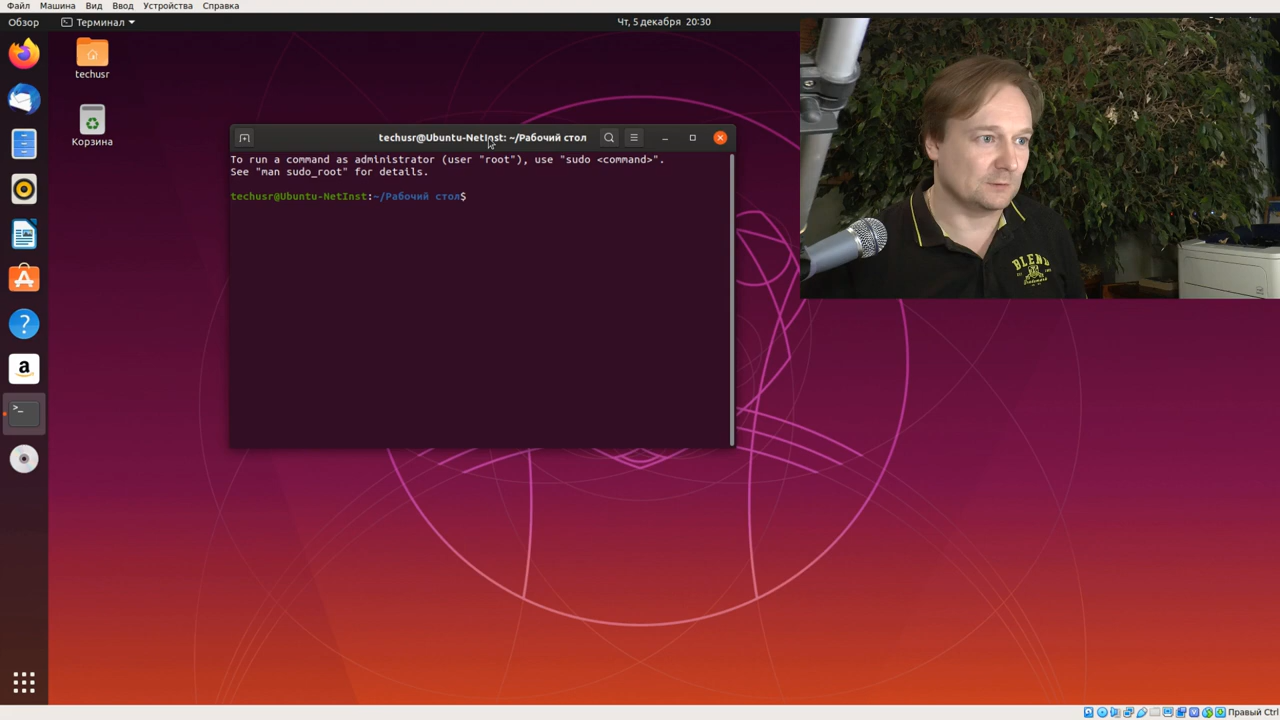 Файл Машина Вид Ввод Устройства Справка
Обзор Терминал Чт, 5 декабря 20:30
techusr
Корзина
techusr@Ubuntu-NetInst: ~/Рабочий стол
To run a command as administrator (user "root"), use "sudo <command>".
See "man sudo_root" for details.
techusr@Ubuntu-NetInst:~/Рабочий стол$
BLEND
Правый Ctrl